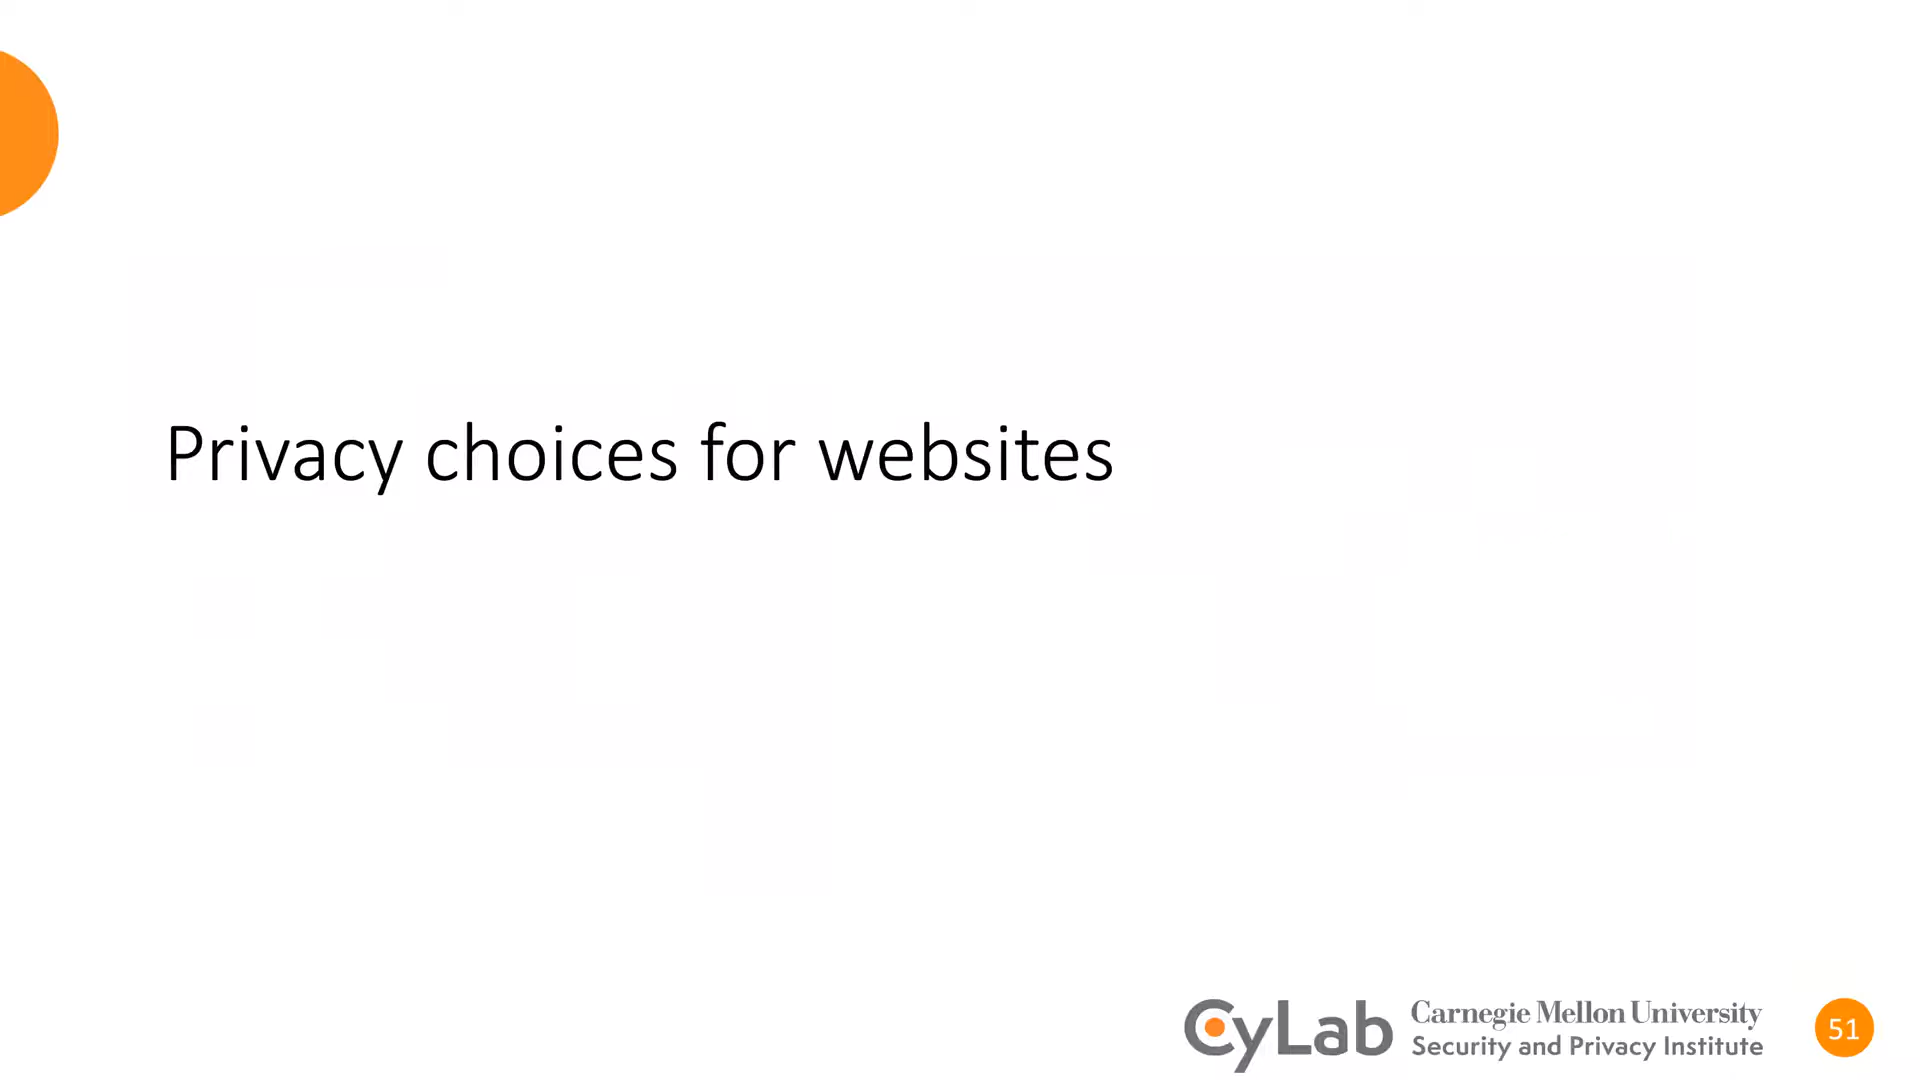 Privacy choices for websites
CyLab Carnegie Mellon University
Security and Privacy Institute
51